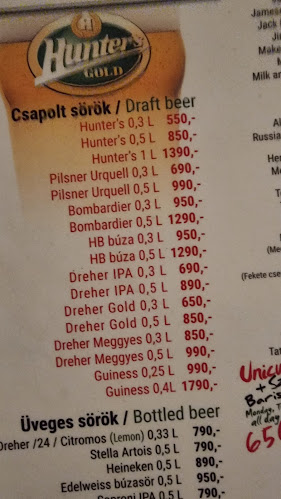 Hunter's
GOLD
Csapolt sörök / Draft beer
Hunter's 0,3 L 550,-
Hunter's 0,5 L 850,-
Hunter's 1 L 1390,-
Pilsner Urquell 0,3 L 690,-
Pilsner Urquell 0,5 L 990,-
Bombardier 0,3 L 950,-
Bombardier 0,5 L 1290,-
HB búza 0,3 L 950,-
HB búza 0,5 L 1290,-
Dreher IPA 0,3 L 690,-
Dreher IPA 0,5 L 890,-
Dreher Gold 0,3 L 650,-
Dreher Gold 0,5 L 850,-
Dreher Meggyes 0,3 L 790,-
Dreher Meggyes 0,5 L 990,-
Guiness 0,25 L 990,-
Guiness 0,4L 1790,-
Üveges sörök / Bottled beer
Dreher /24 / Citromos (Lemon) 0,33 L 790,-
Stella Artois 0,5 L 790,-
Heineken 0,5 L 890,-
Edelweiss búzasör 0,5 L 950,-
Soproni IPA 0,5 L 790,-
Jack
Milk an
Russia
(Me
(Fekete cse
all day
650